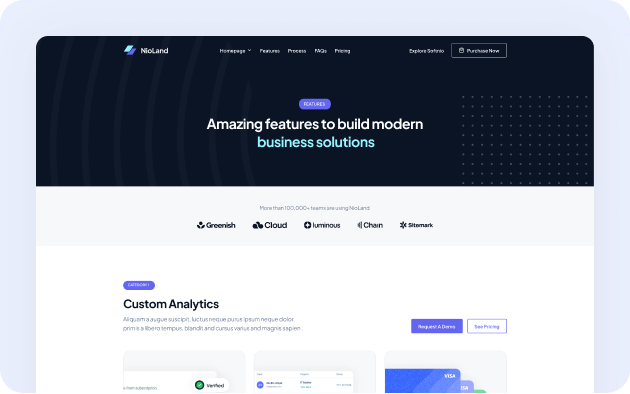 NioLand
Homepage Features Process FAQs Pricing
Explore Softnio
Purchase Now
FEATURES
Amazing features to build modern
business solutions
More than 100,000+ teams are using NioLand
Greenish Cloud luminous Chain Sitemark
CATEGORY 1
Custom Analytics
Aliquam a augue suscipit, luctus neque purus ipsum neque dolor
primis a libero tempus, blandit and cursus varius and magnis sapien
Request A Demo
See Pricing
Verified
VISA
VISA